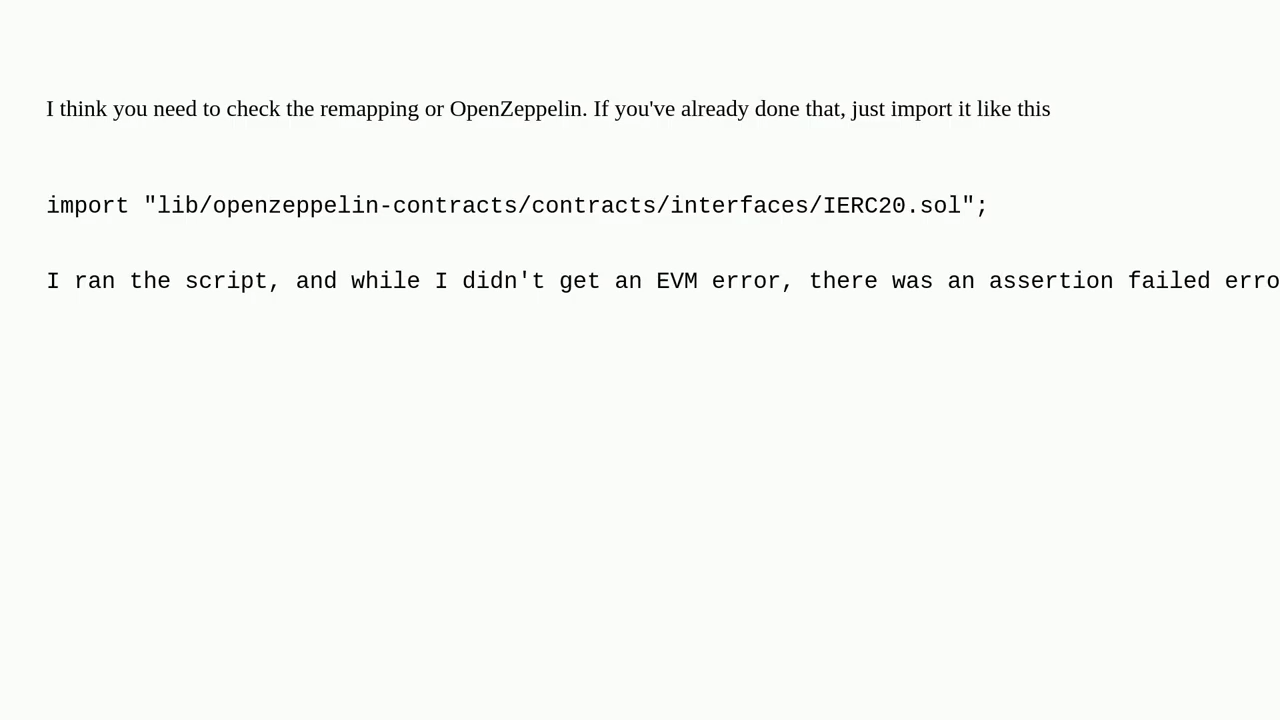 I think you need to check the remapping or OpenZeppelin. If you've already done that, just import it like this
import "lib/openzeppelin-contracts/contracts/interfaces/IERC20.sol";
I ran the script, and while I didn't get an EVM error, there was an assertion failed erro